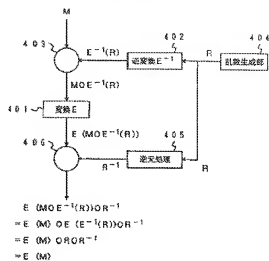 M
403
E⁻¹(R)
402
逆変換E⁻¹
R
404
乱数生成部
MOE⁻¹(R)
401
変換E
E (MOE⁻¹(R))
405
406
R⁻¹
逆元処理
R
E (MOE⁻¹(R))OR⁻¹
=E (M) OE (E⁻¹(R))OR⁻¹
=E (M) OROR⁻¹
=E (M)